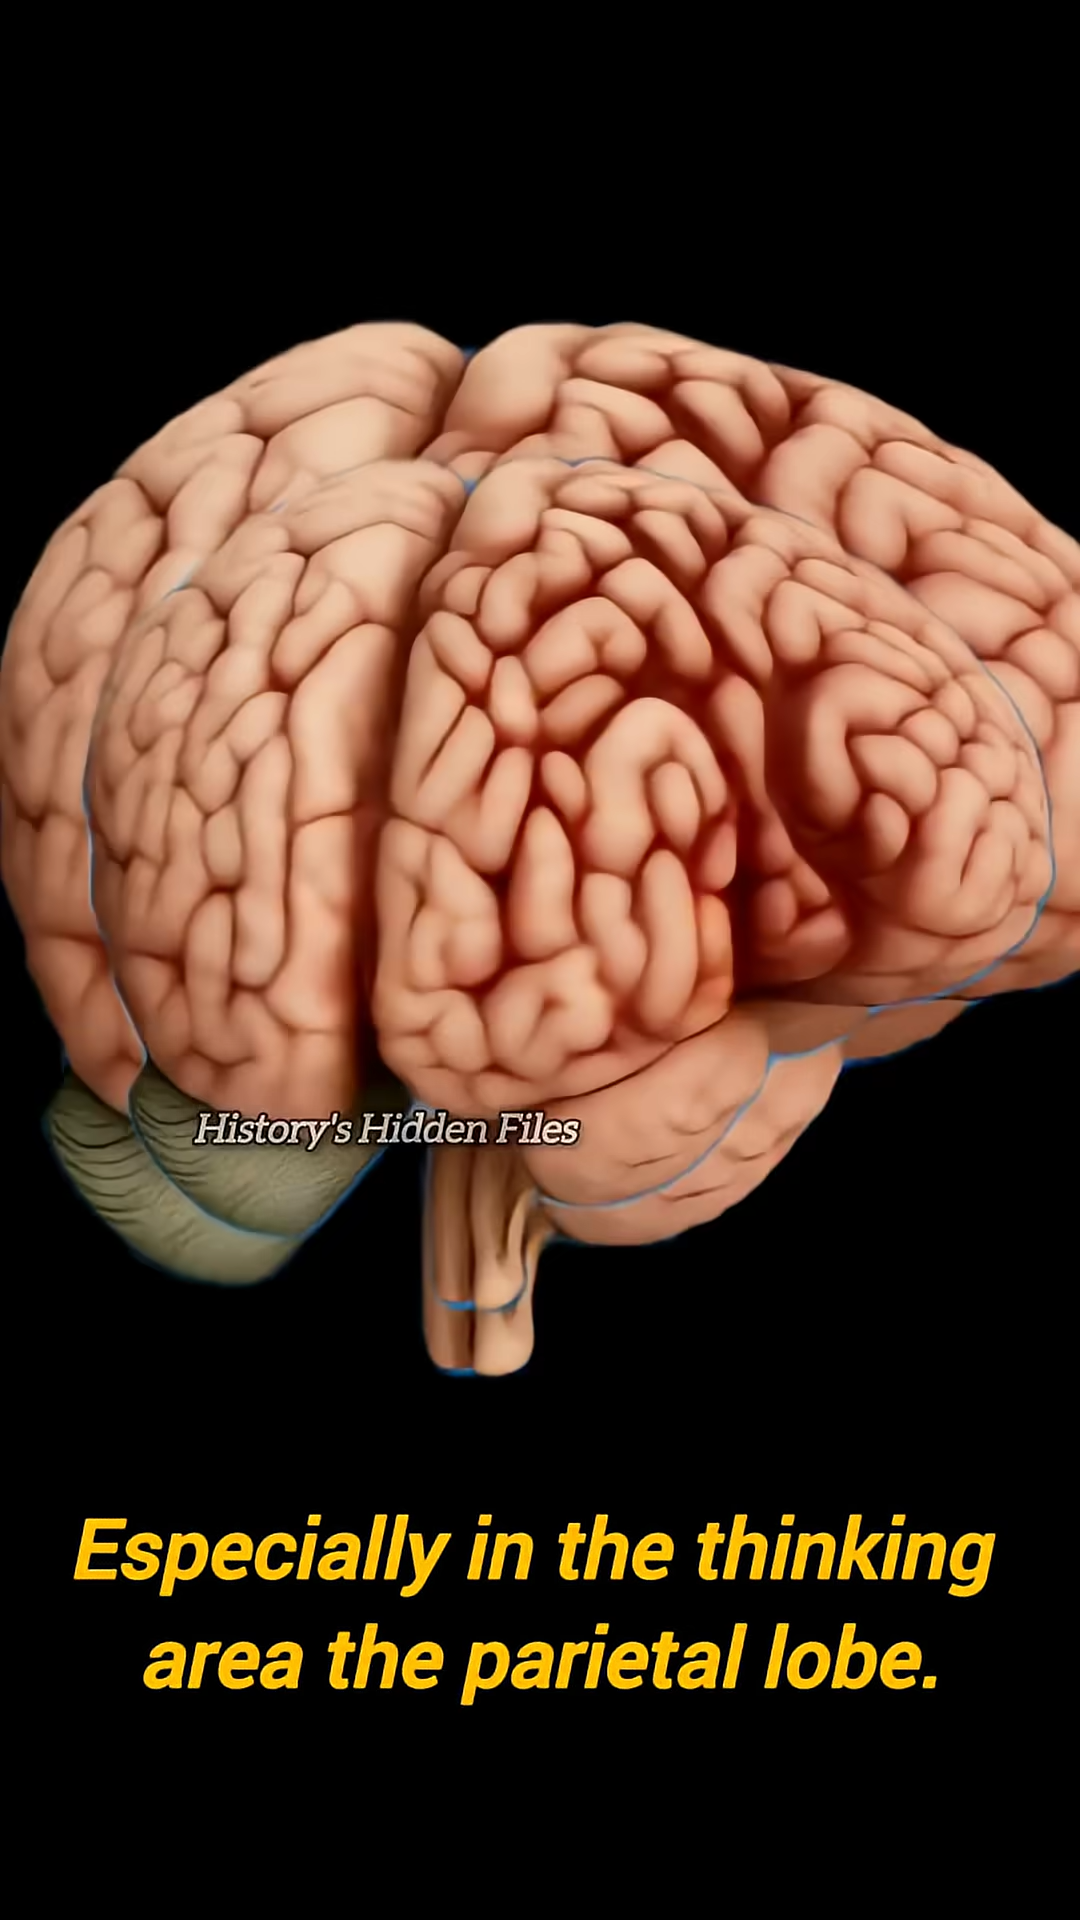 History's Hidden Files
Especially in the thinking
area the parietal lobe.